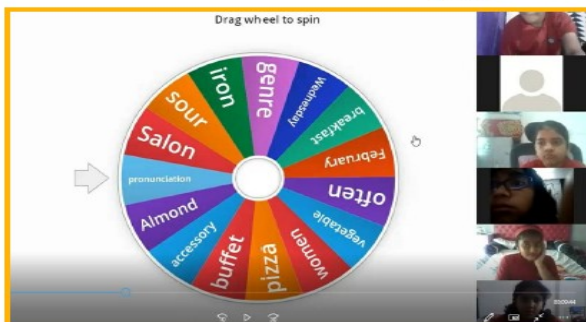 Drag wheel to spin
genre
Wednesday
breakfast
February
often
vegetable
women
pizza
buffet
accessory
Almond
pronunciation
Salon
sour
iron